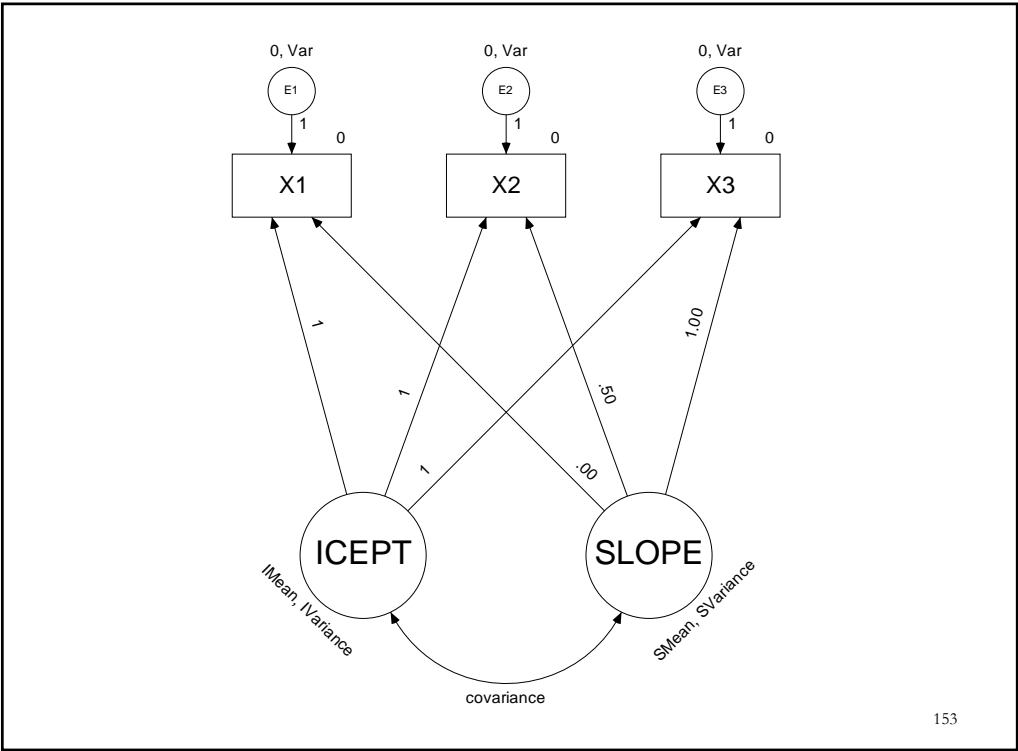 0, Var
0, Var
0, Var
E1
E2
E3
1
1
1
0
0
0
X1
X2
X3
1
1
1
.00
.50
1.00
ICEPT
SLOPE
IMean, IVariance
SMean, SVariance
covariance
153